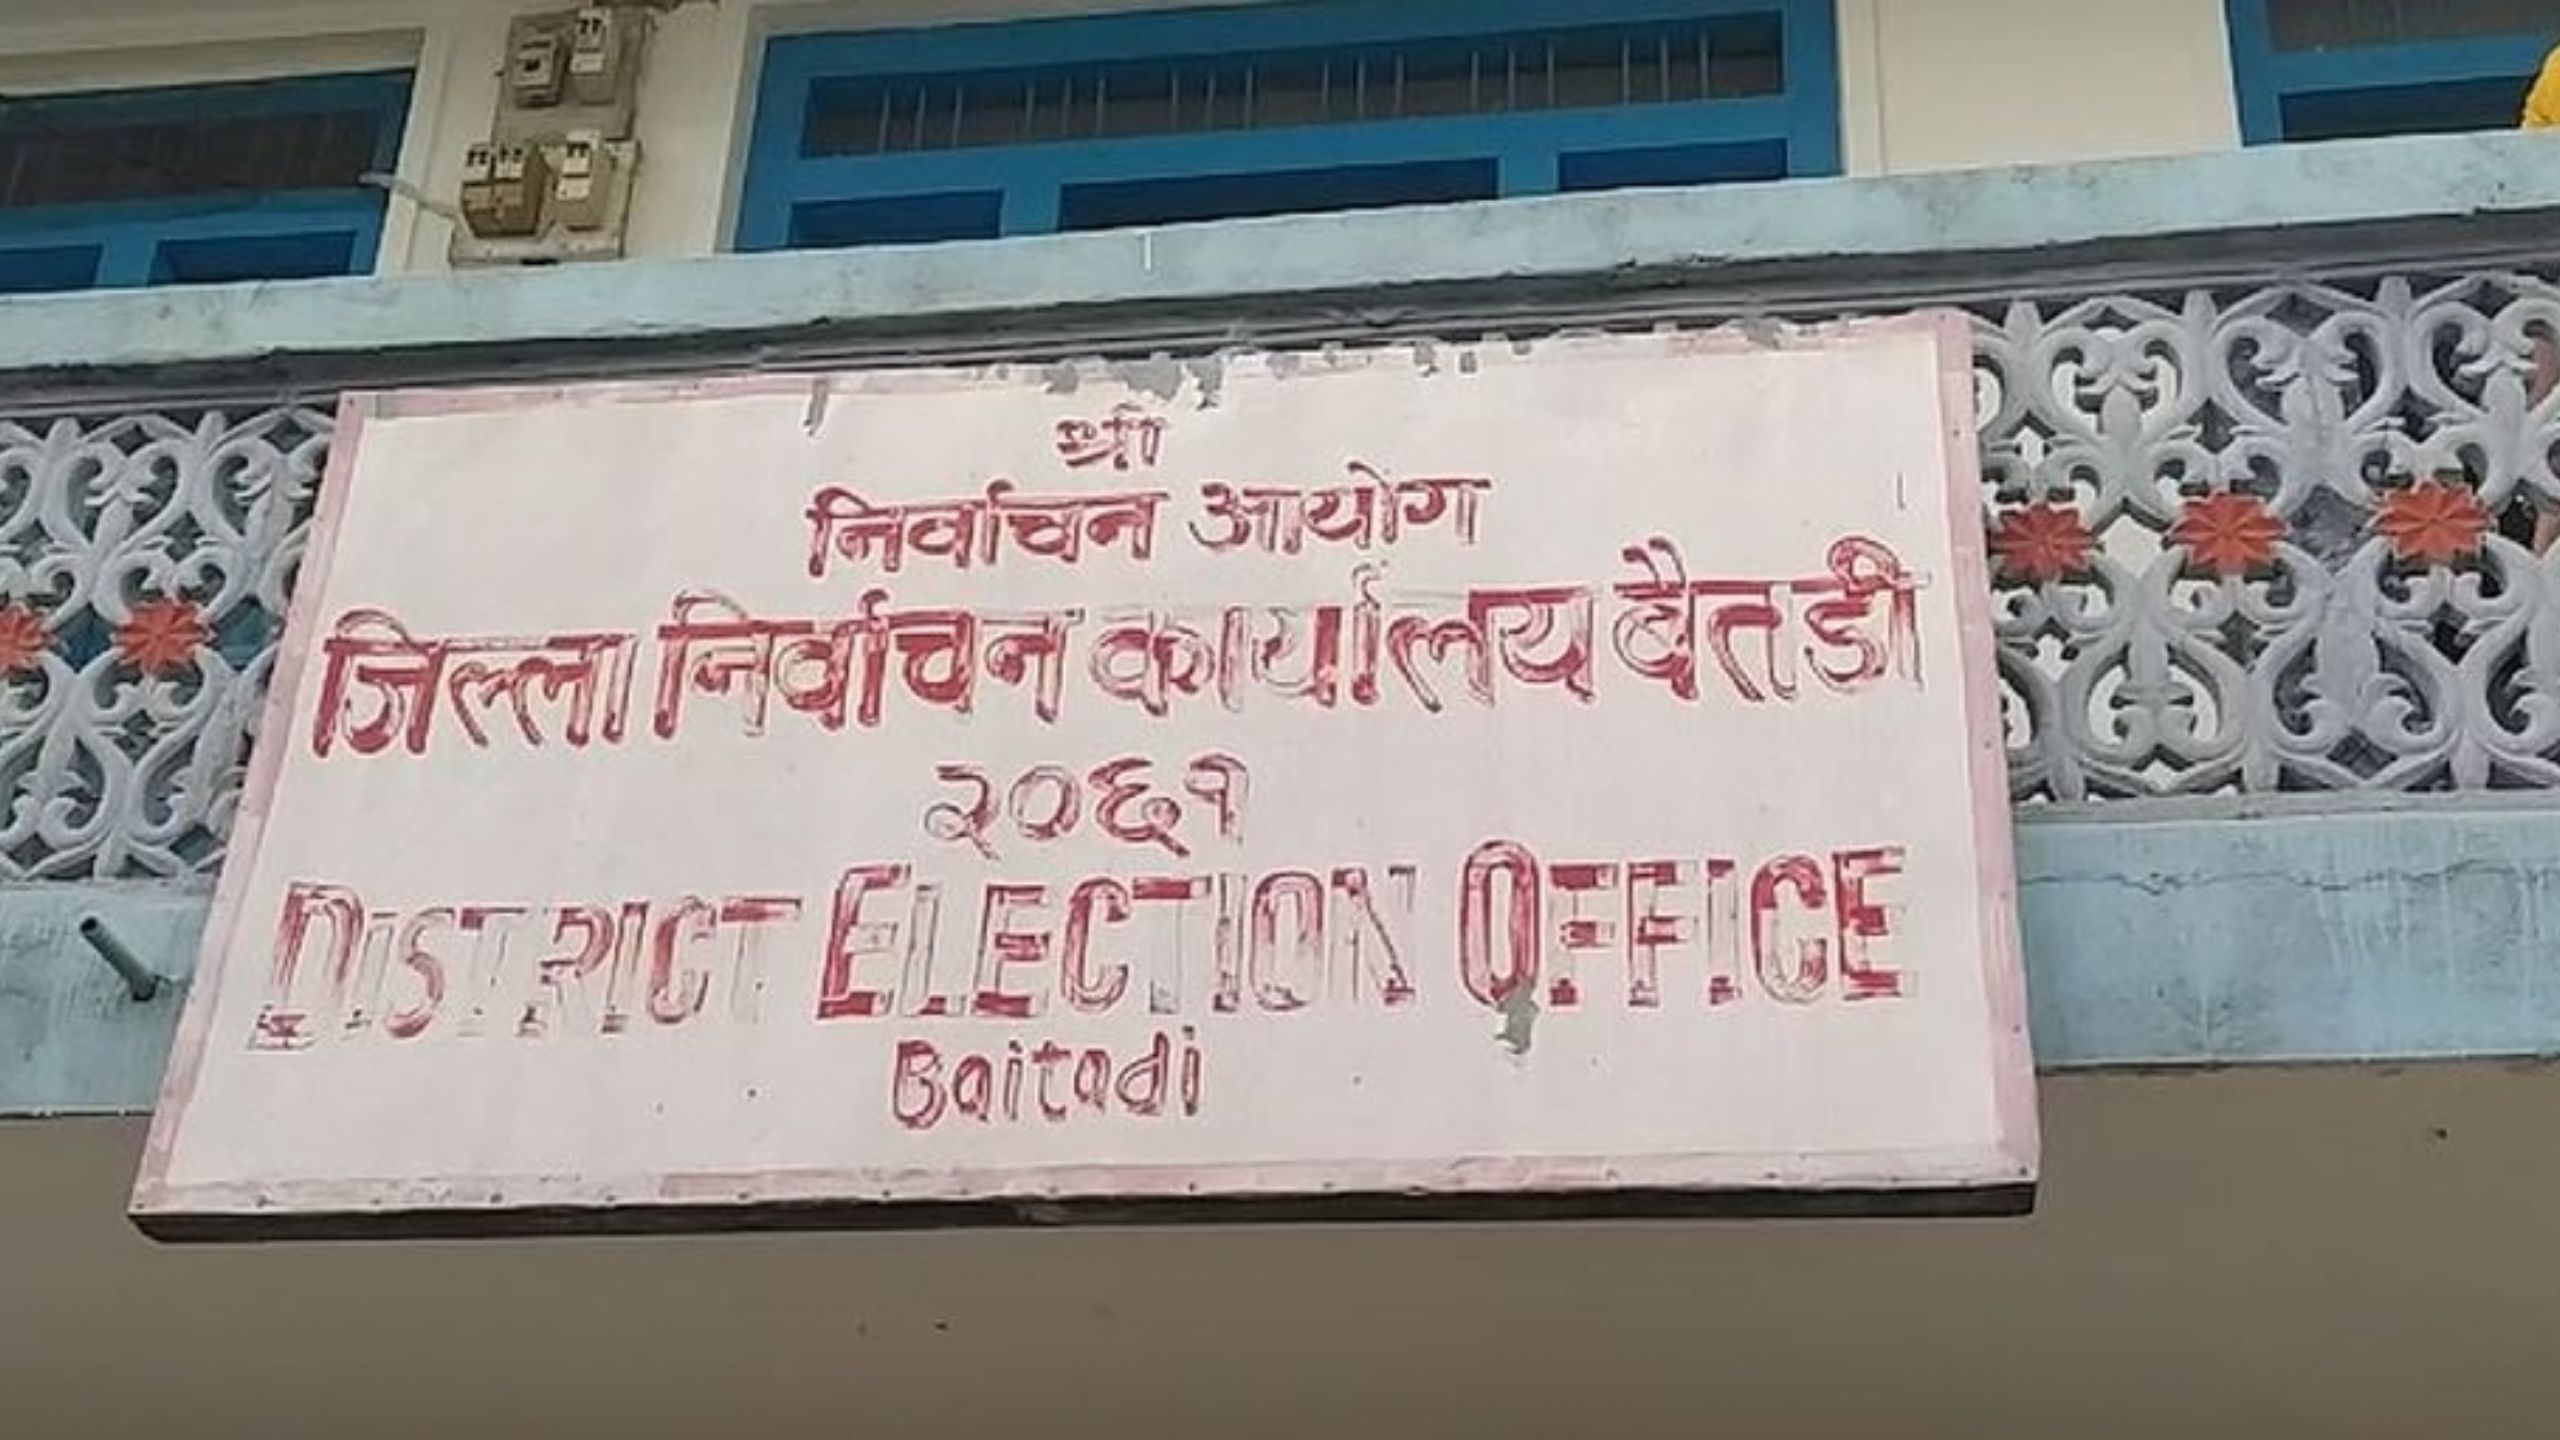 श्री
निर्वाचन आयोग
जिल्ला निर्वाचन कार्यालय बैतडी
२०६१
DISTRICT ELECTION OFFICE
Baitadi